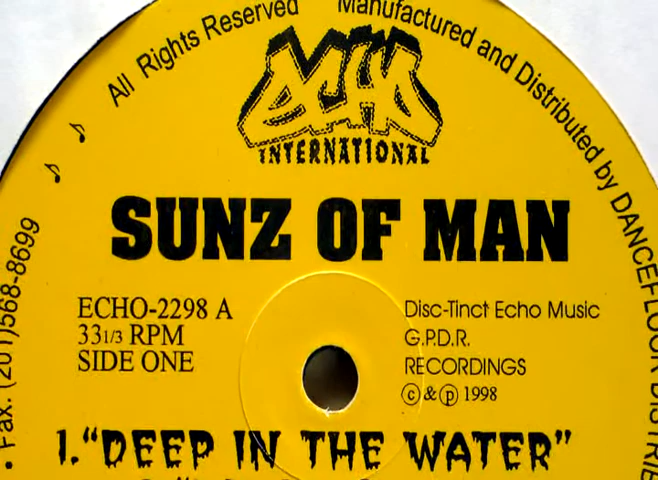 All Rights Reserved
Manufactured and Distributed by DANCEFLOOR
Fax. (201)568-8699
ECHO
INTERNATIONAL
SUNZ OF MAN
ECHO-2298 A
33 1/3 RPM
SIDE ONE
Disc-Tinct Echo Music
G.P.D.R.
RECORDINGS
© & ℗ 1998
1. “DEEP IN THE WATER”